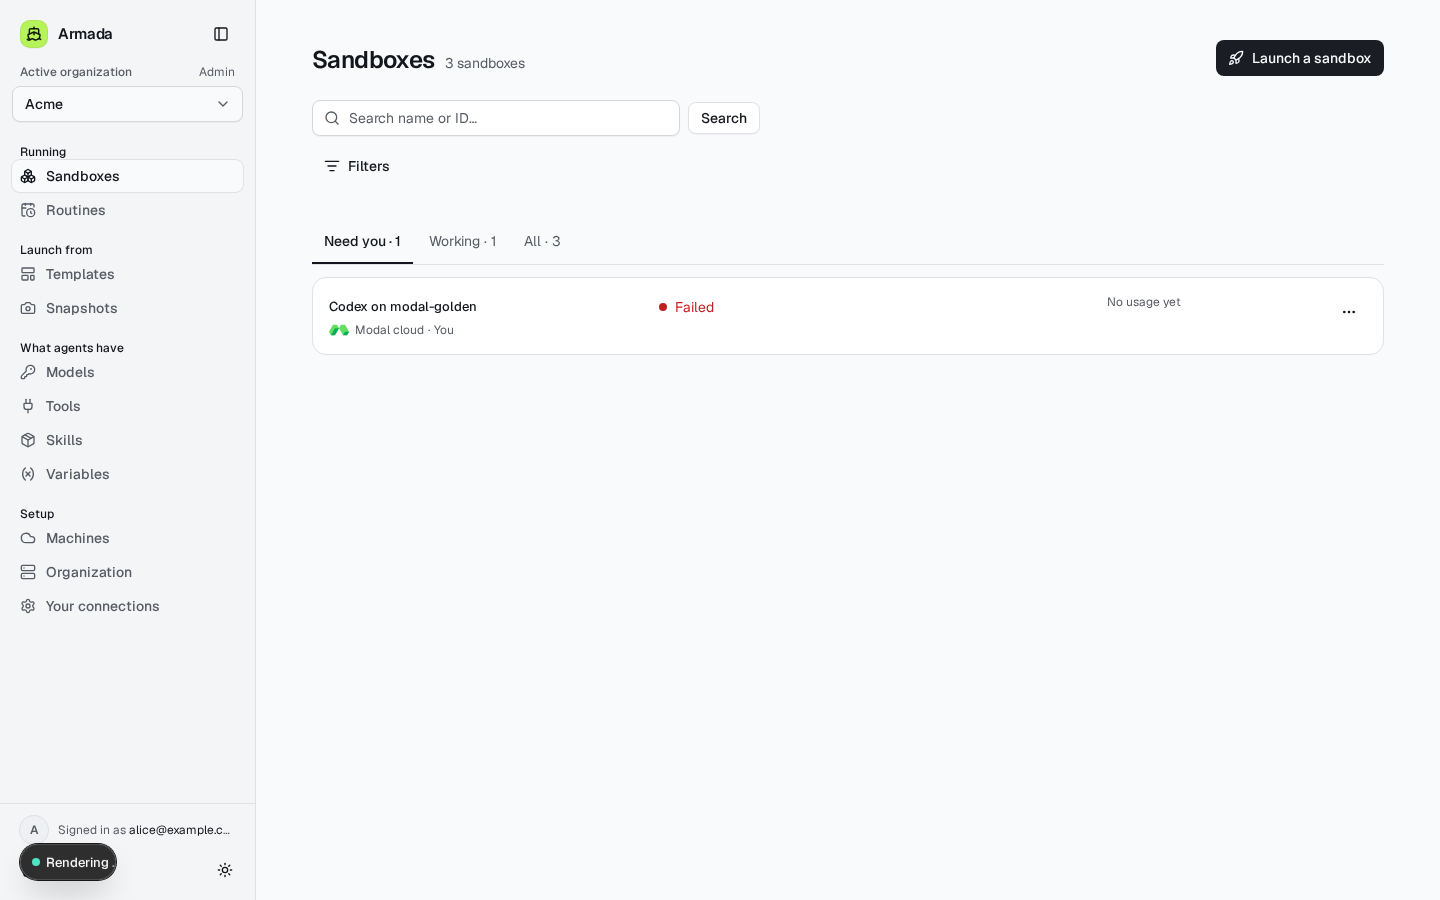 Armada
Active organization Admin
Acme
Running
Sandboxes
Routines
Launch from
Templates
Snapshots
What agents have
Models
Tools
Skills
Variables
Setup
Machines
Organization
Your connections
A Signed in as alice@example.c…
Rendering
Sandboxes 3 sandboxes
Launch a sandbox
Search name or ID…
Search
Filters
Need you · 1 Working · 1 All · 3
Codex on modal-golden Failed No usage yet
Modal cloud · You